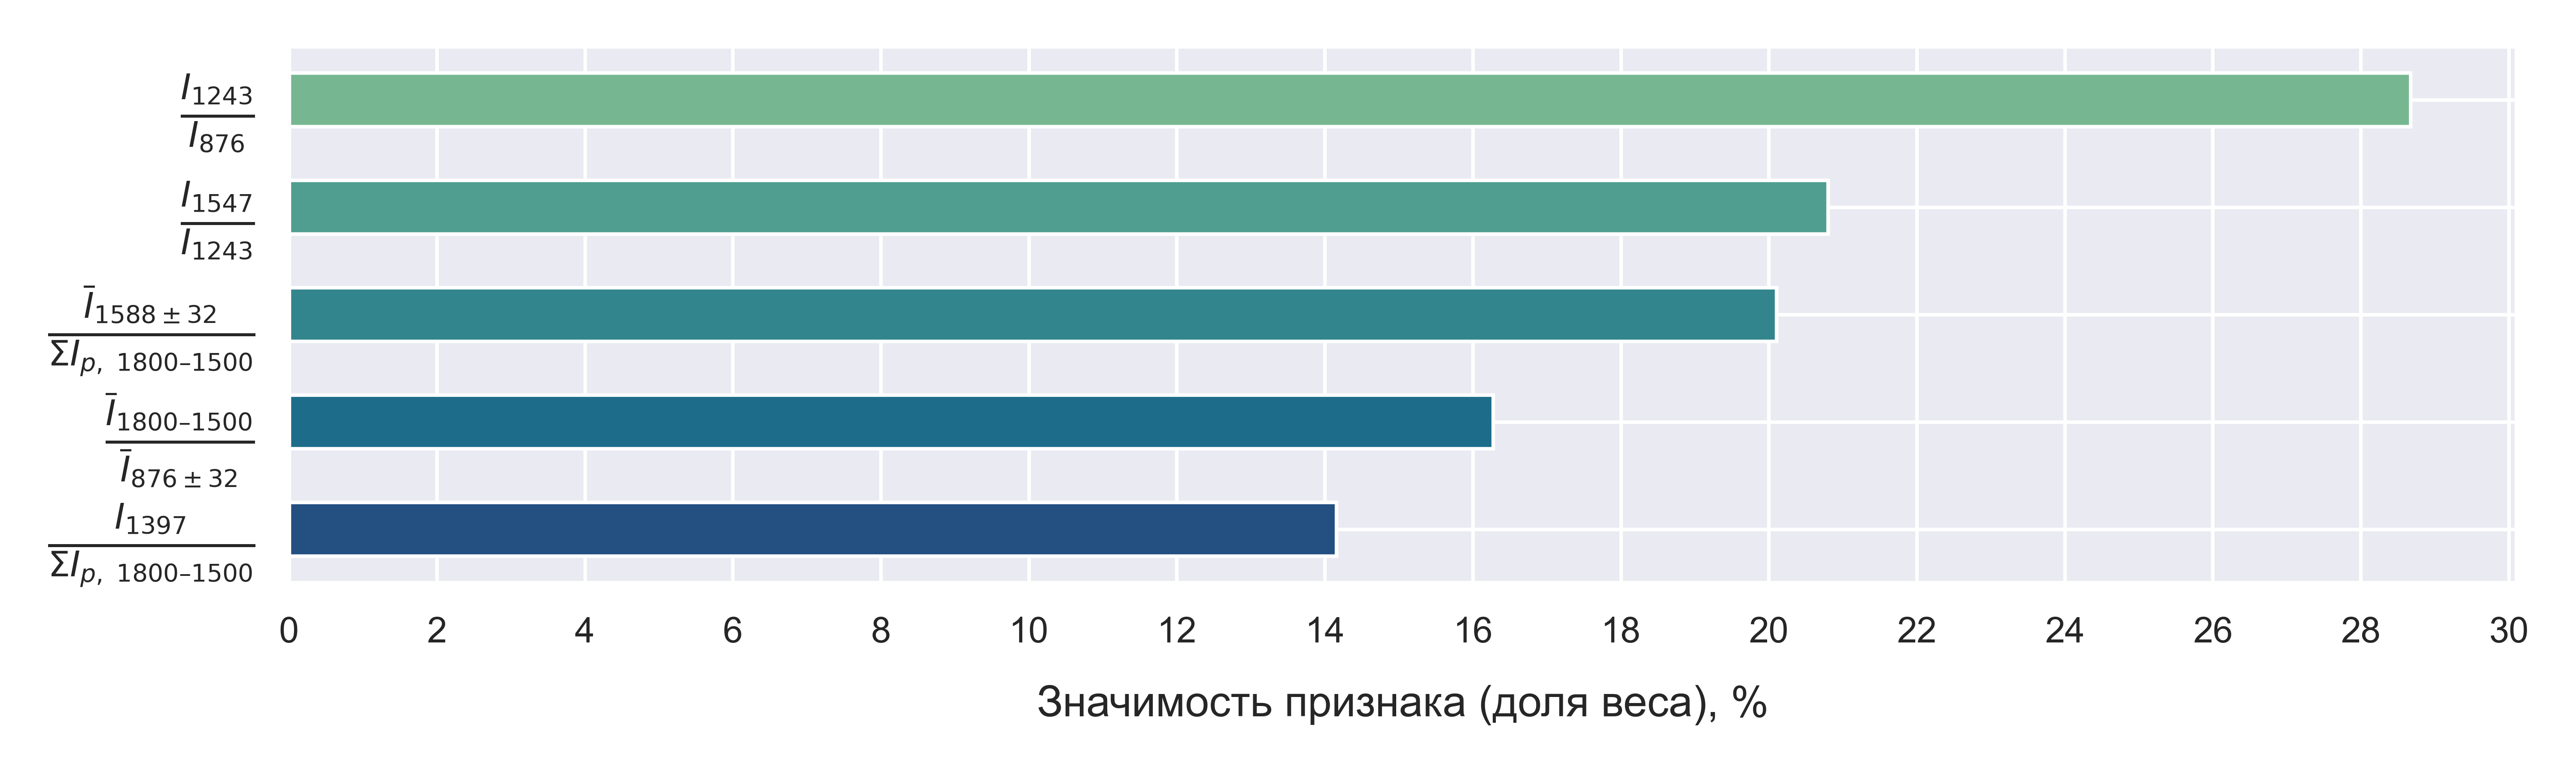 I₁₂₄₃
I₈₇₆
I₁₅₄₇
I₁₂₄₃
Ī₁₅₈₈ ± ₃₂
ΣIₚ, ₁₈₀₀–₁₅₀₀
Ī₁₈₀₀–₁₅₀₀
Ī₈₇₆ ± ₃₂
I₁₃₉₇
ΣIₚ, ₁₈₀₀–₁₅₀₀
0 2 4 6 8 10 12 14 16 18 20 22 24 26 28 30
Значимость признака (доля веса), %